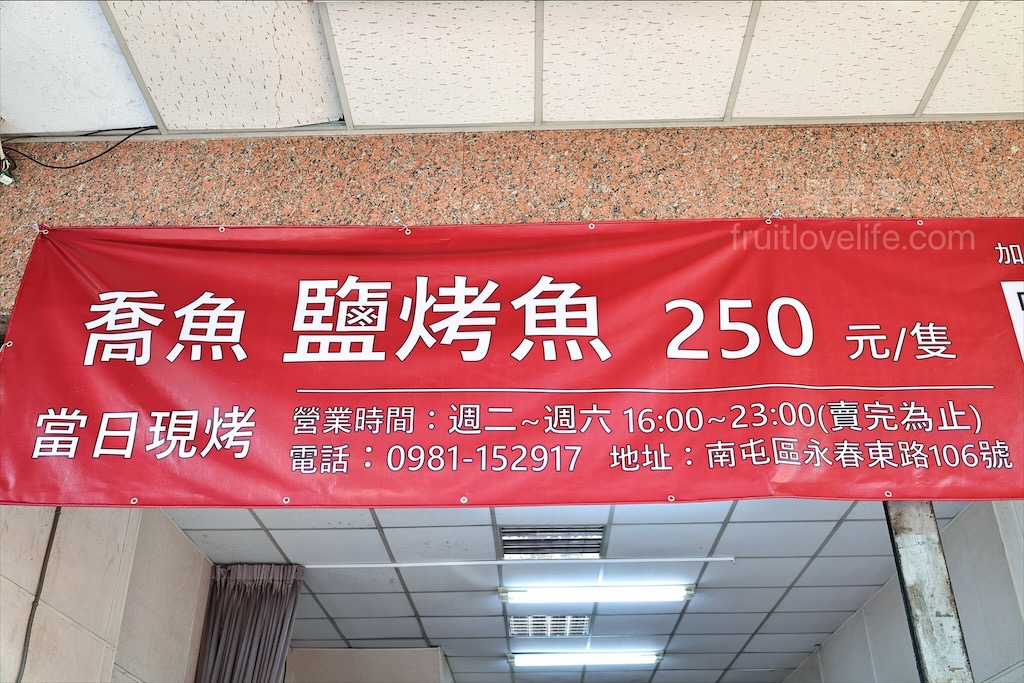 fruitlovelife.com
加
喬魚 鹽烤魚 250 元/隻
當日現烤
營業時間：週二~週六 16:00~23:00(賣完為止)
電話：0981-152917 地址：南屯區永春東路106號